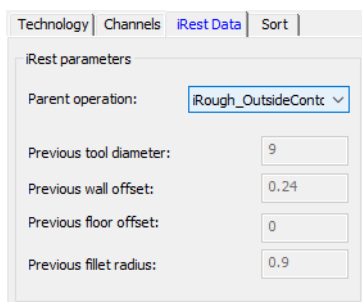 Technology Channels iRest Data Sort
iRest parameters
Parent operation: iRough_OutsideContc
Previous tool diameter: 9
Previous wall offset: 0.24
Previous floor offset: 0
Previous fillet radius: 0.9